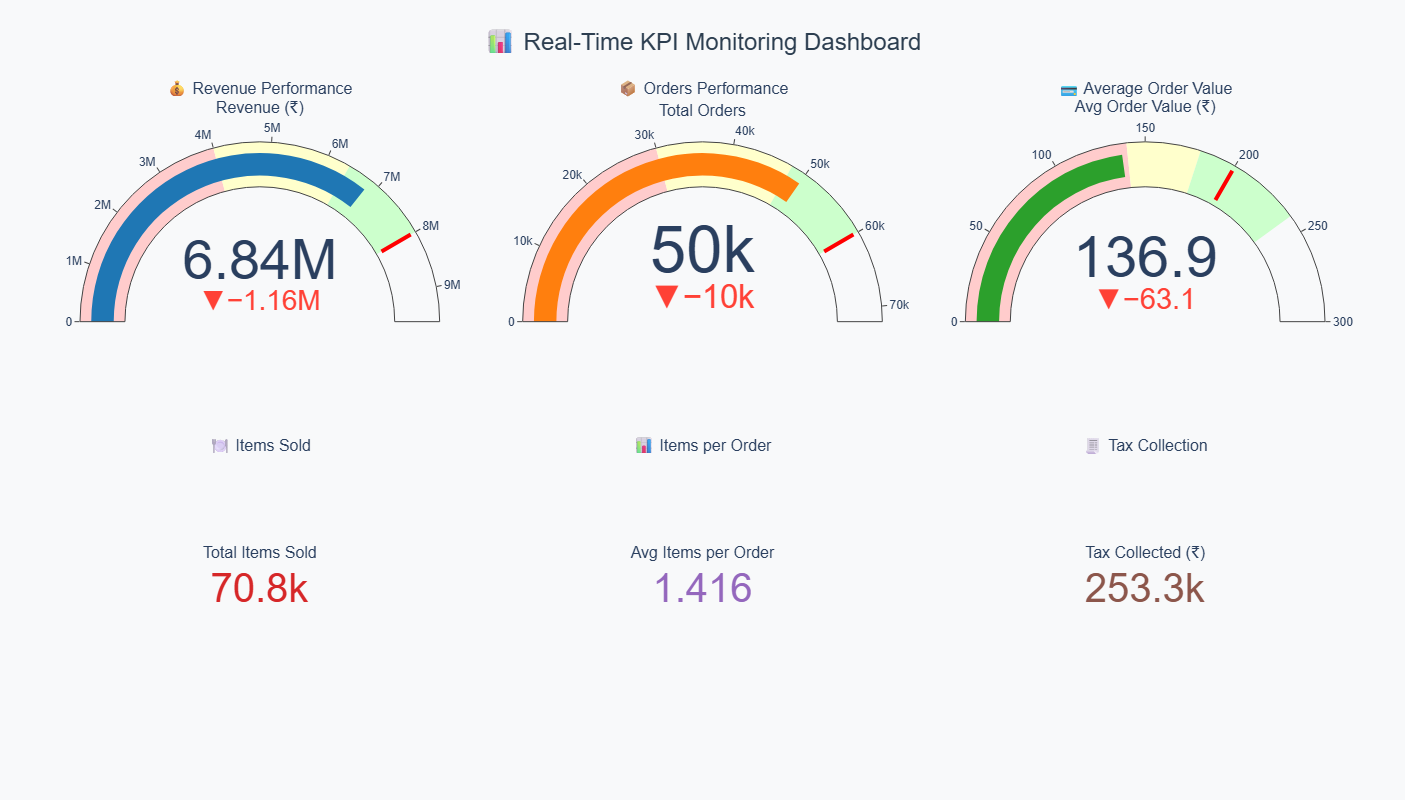 📊 Real-Time KPI Monitoring Dashboard
💰 Revenue Performance
Revenue (₹)
0
1M
2M
3M
4M
5M
6M
7M
8M
9M
6.84M
▼−1.16M
📦 Orders Performance
Total Orders
0
10k
20k
30k
40k
50k
60k
70k
50k
▼−10k
💳 Average Order Value
Avg Order Value (₹)
0
50
100
150
200
250
300
136.9
▼−63.1
🍽️ Items Sold
Total Items Sold
70.8k
📊 Items per Order
Avg Items per Order
1.416
🧾 Tax Collection
Tax Collected (₹)
253.3k